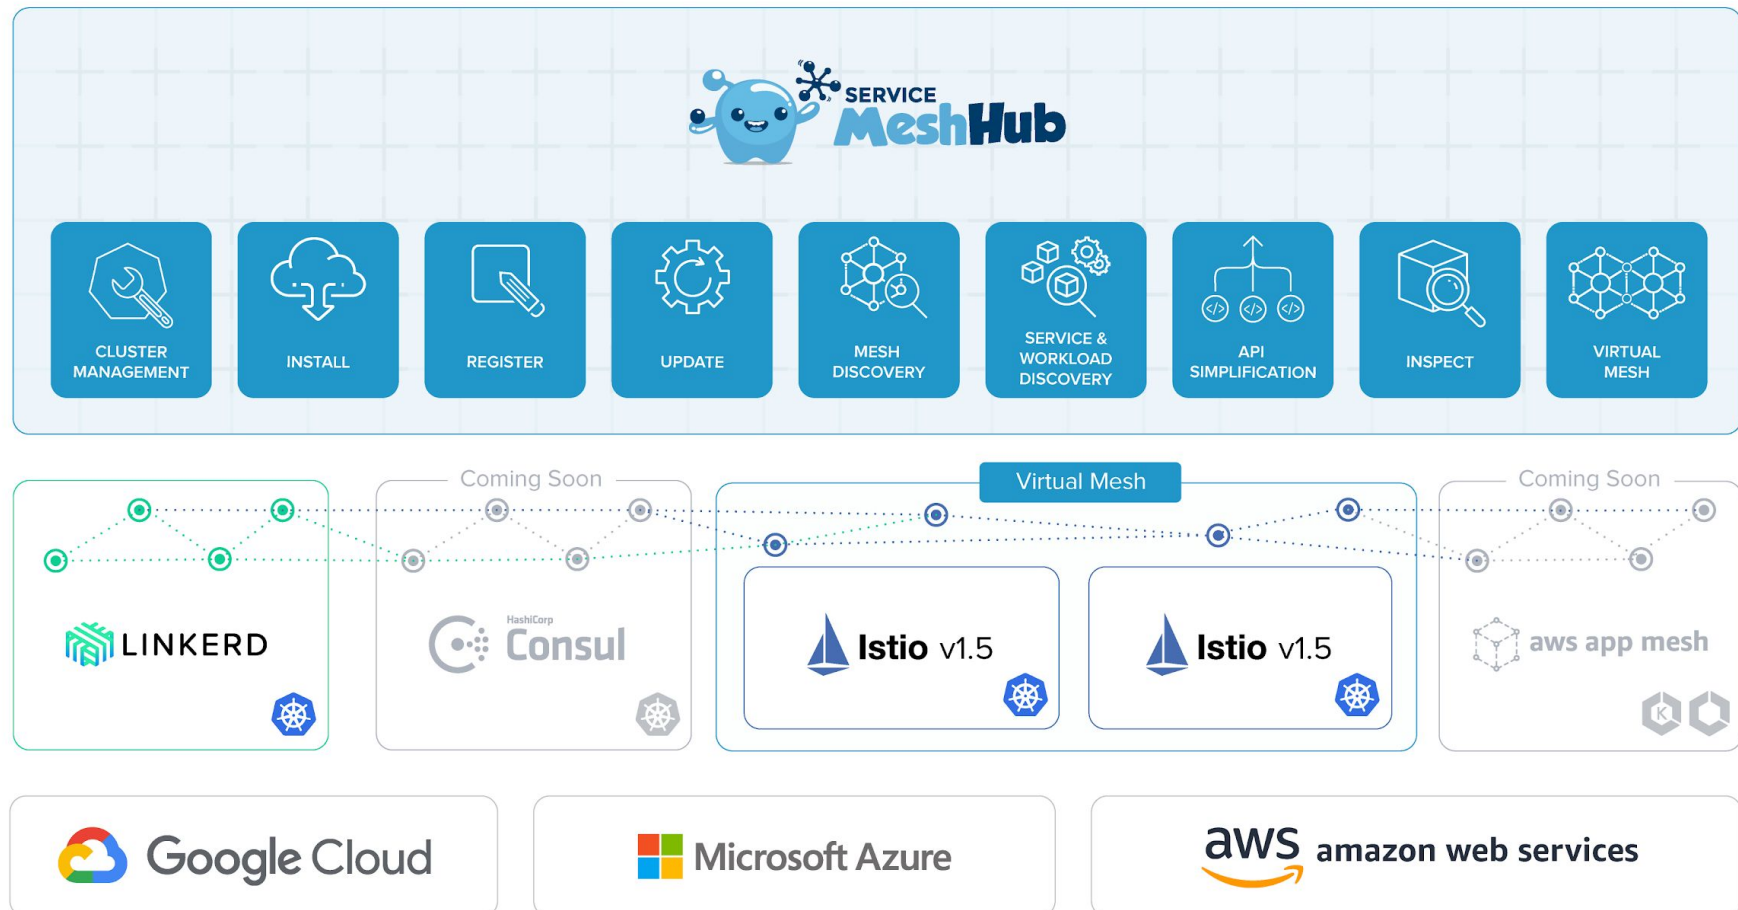 SERVICE
MeshHub
CLUSTER
MANAGEMENT
INSTALL
REGISTER
UPDATE
MESH
DISCOVERY
SERVICE &
WORKLOAD
DISCOVERY
</>
</>
</>
API
SIMPLIFICATION
INSPECT
VIRTUAL
MESH
Coming Soon
Virtual Mesh
Coming Soon
LINKERD
HashiCorp
Consul
Istio v1.5
Istio v1.5
aws app mesh
K
Google Cloud
Microsoft Azure
aws amazon web services